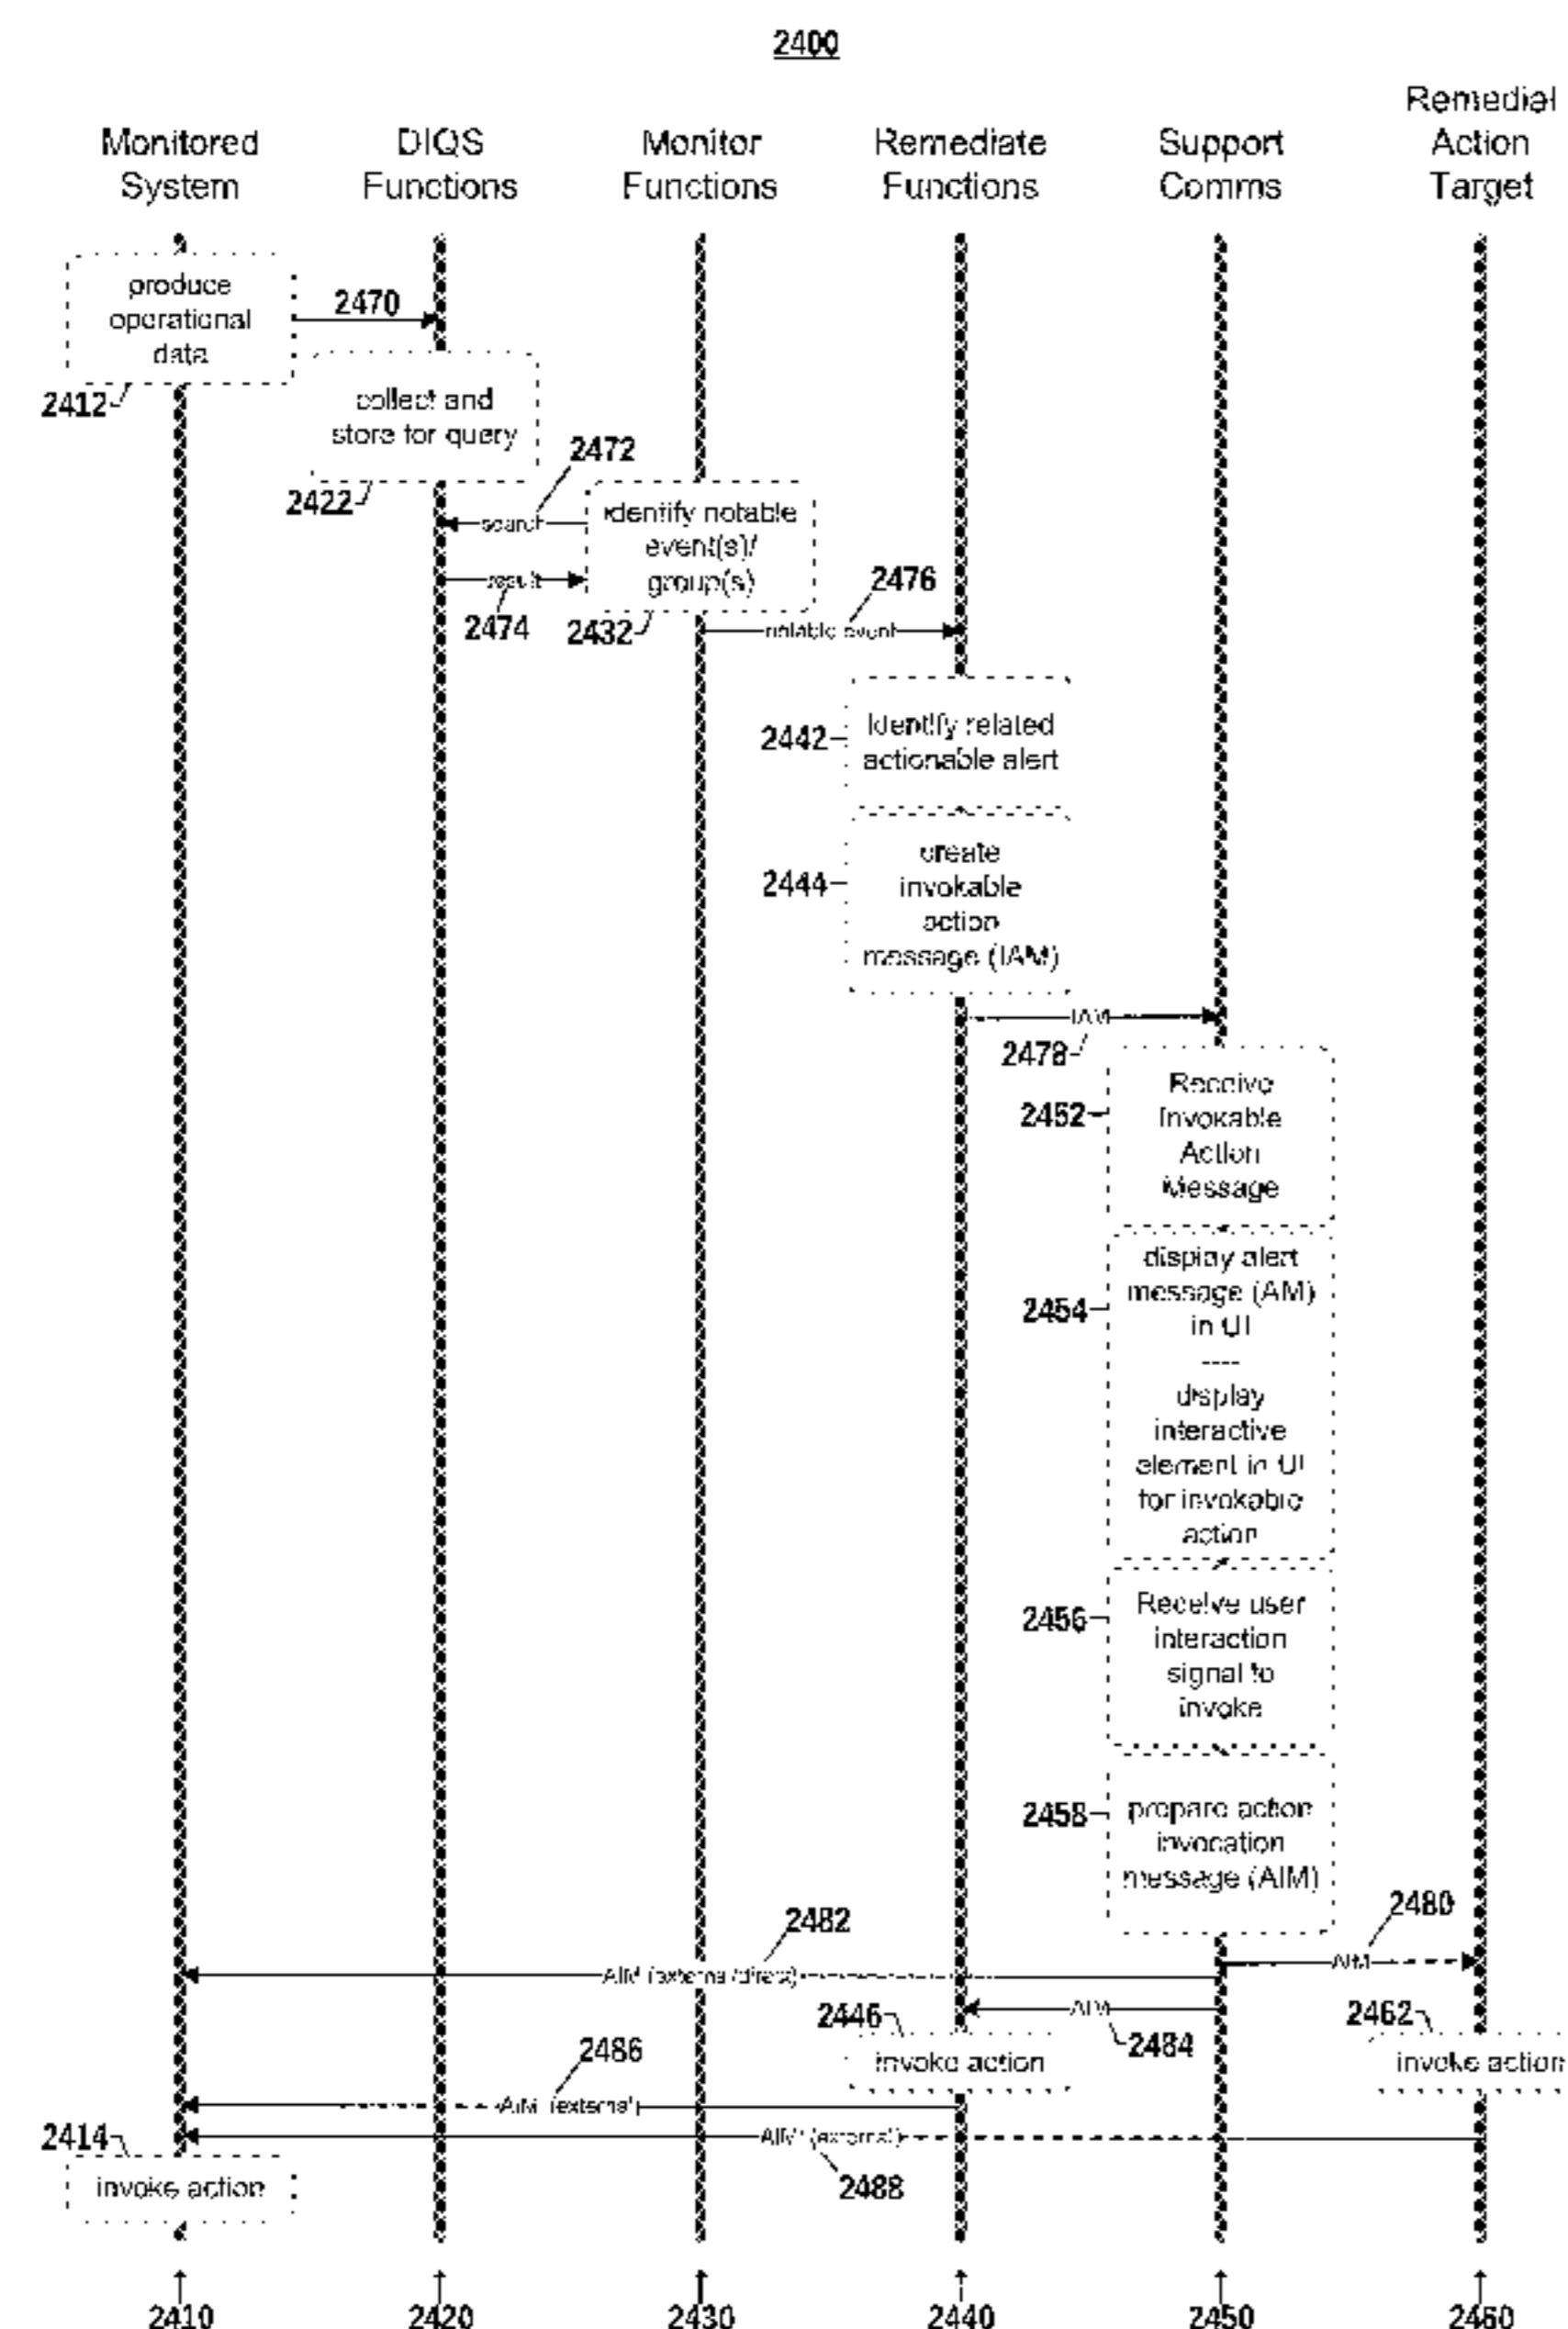 2400
Monitored
System
DIQS
Functions
Monitor
Functions
Remediate
Functions
Support
Comms
Remedial
Action
Target
produce
operational
data
2470
2412
collect and
store for query
2422
2472
search
identify notable
event(s)/
group(s)
result
2474
2432
2476
notable event
2442
Identify related
actionable alert
2444
create
invokable
action
message (IAM)
IAM
2478
2452
Receive
Invokable
Action
Message
2454
display alert
message (AM)
in UI
----
display
interactive
element in UI
for invokable
action
2456
Receive user
interaction
signal to
invoke
2458
prepare action
invocation
message (AIM)
2480
AIM
2482
AIM (external/direct)
AIM
2484
2446
invoke action
2462
invoke action
2486
AIM' (external)
AIM' (external)
2488
2414
invoke action
2410
2420
2430
2440
2450
2460